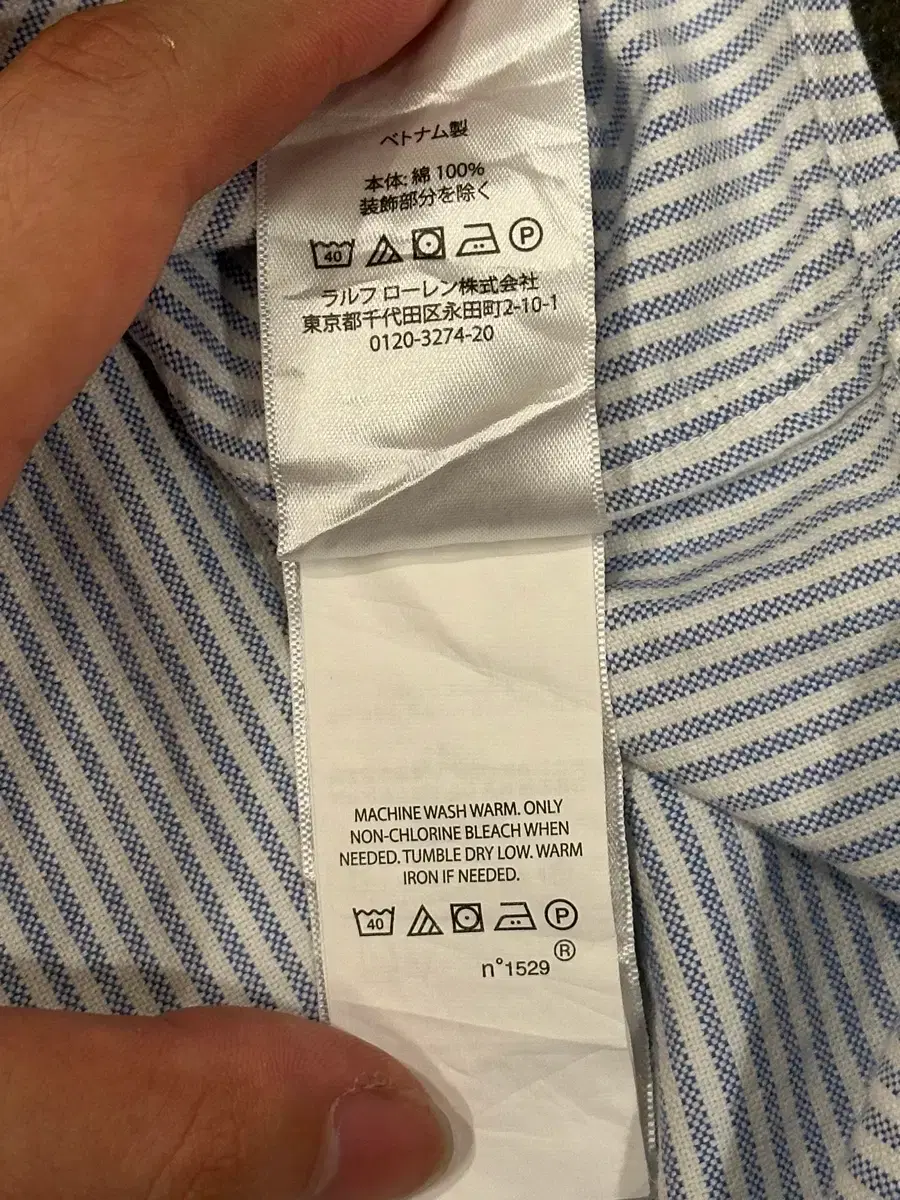 ベトナム製
本体: 綿 100%
装飾部分を除く
40 P
ラルフ ローレン株式会社
東京都千代田区永田町2-10-1
0120-3274-20
MACHINE WASH WARM. ONLY
NON-CHLORINE BLEACH WHEN
NEEDED. TUMBLE DRY LOW. WARM
IRON IF NEEDED.
40 P
n°1529 ®